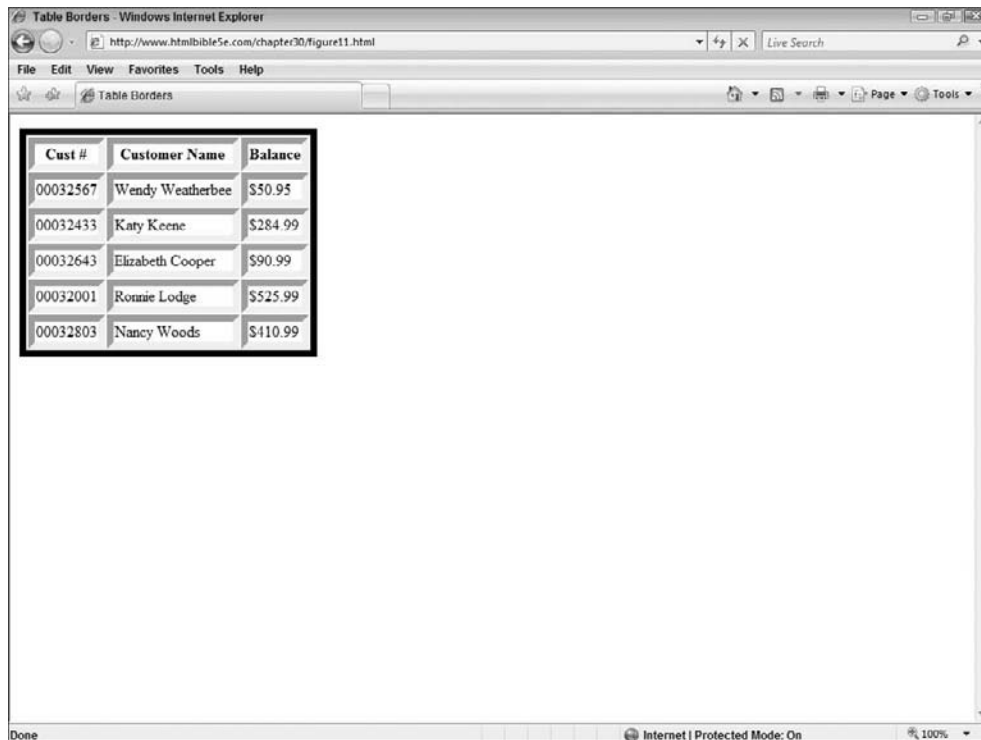 Table Borders - Windows Internet Explorer
http://www.htmlbible5e.com/chapter30/figure11.html
Live Search
File Edit View Favorites Tools Help
Table Borders
Page Tools
Cust # Customer Name Balance
00032567 Wendy Weatherbee $50.95
00032433 Katy Keene $284.99
00032643 Elizabeth Cooper $90.99
00032001 Ronnie Lodge $525.99
00032803 Nancy Woods $410.99
Done Internet | Protected Mode: On 100%